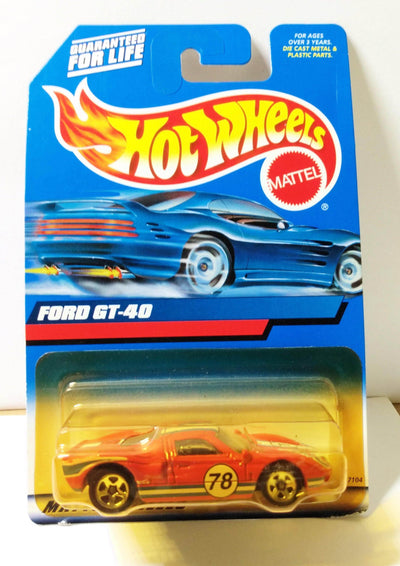 GUARANTEED
FOR LIFE
FOR AGES
OVER 3 YEARS.
DIE CAST METAL &
PLASTIC PARTS.
HOT WHEELS
MATTEL
®
FORD GT-40
78
7104